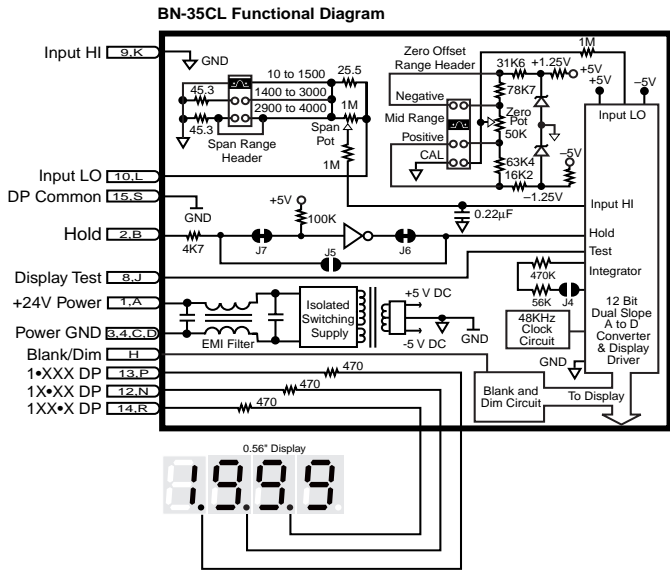 BN-35CL Functional Diagram
Input HI 9,K
GND
45.3
45.3
10 to 1500
1400 to 3000
2900 to 4000
25.5
1M
Span Range
Header
Span
Pot
1M
Zero Offset
Range Header
Negative
Mid Range
Positive
CAL
31K6
+1.25V
78K7
Zero
Pot
50K
63K4
16K2
–1.25V
+5V
–5V
1M
+5V
–5V
Input LO
Input LO 10,L
DP Common 15,S
GND
Input HI
0.22µF
Hold 2,B
4K7
+5V
100K
J7
J5
J6
Hold
Test
Integrator
470K
56K
J4
Display Test 8,J
+24V Power 1,A
Power GND 3,4,C,D
EMI Filter
Isolated
Switching
Supply
+5 V DC
-5 V DC
GND
48KHz
Clock
Circuit
GND
12 Bit
Dual Slope
A to D
Converter
& Display
Driver
Blank/Dim H
Blank and
Dim Circuit
To Display
1•XXX DP 13,P
470
1X•XX DP 12,N
470
1XX•X DP 14,R
470
0.56" Display
1.9.9.9